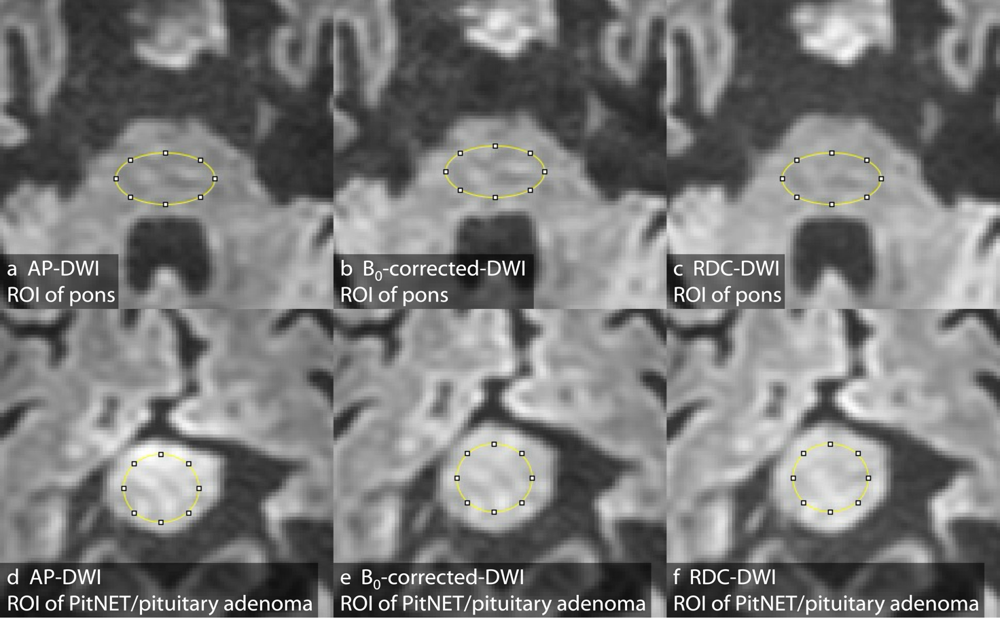 a AP-DWI
ROI of pons
b B₀-corrected-DWI
ROI of pons
c RDC-DWI
ROI of pons
d AP-DWI
ROI of PitNET/pituitary adenoma
e B₀-corrected-DWI
ROI of PitNET/pituitary adenoma
f RDC-DWI
ROI of PitNET/pituitary adenoma